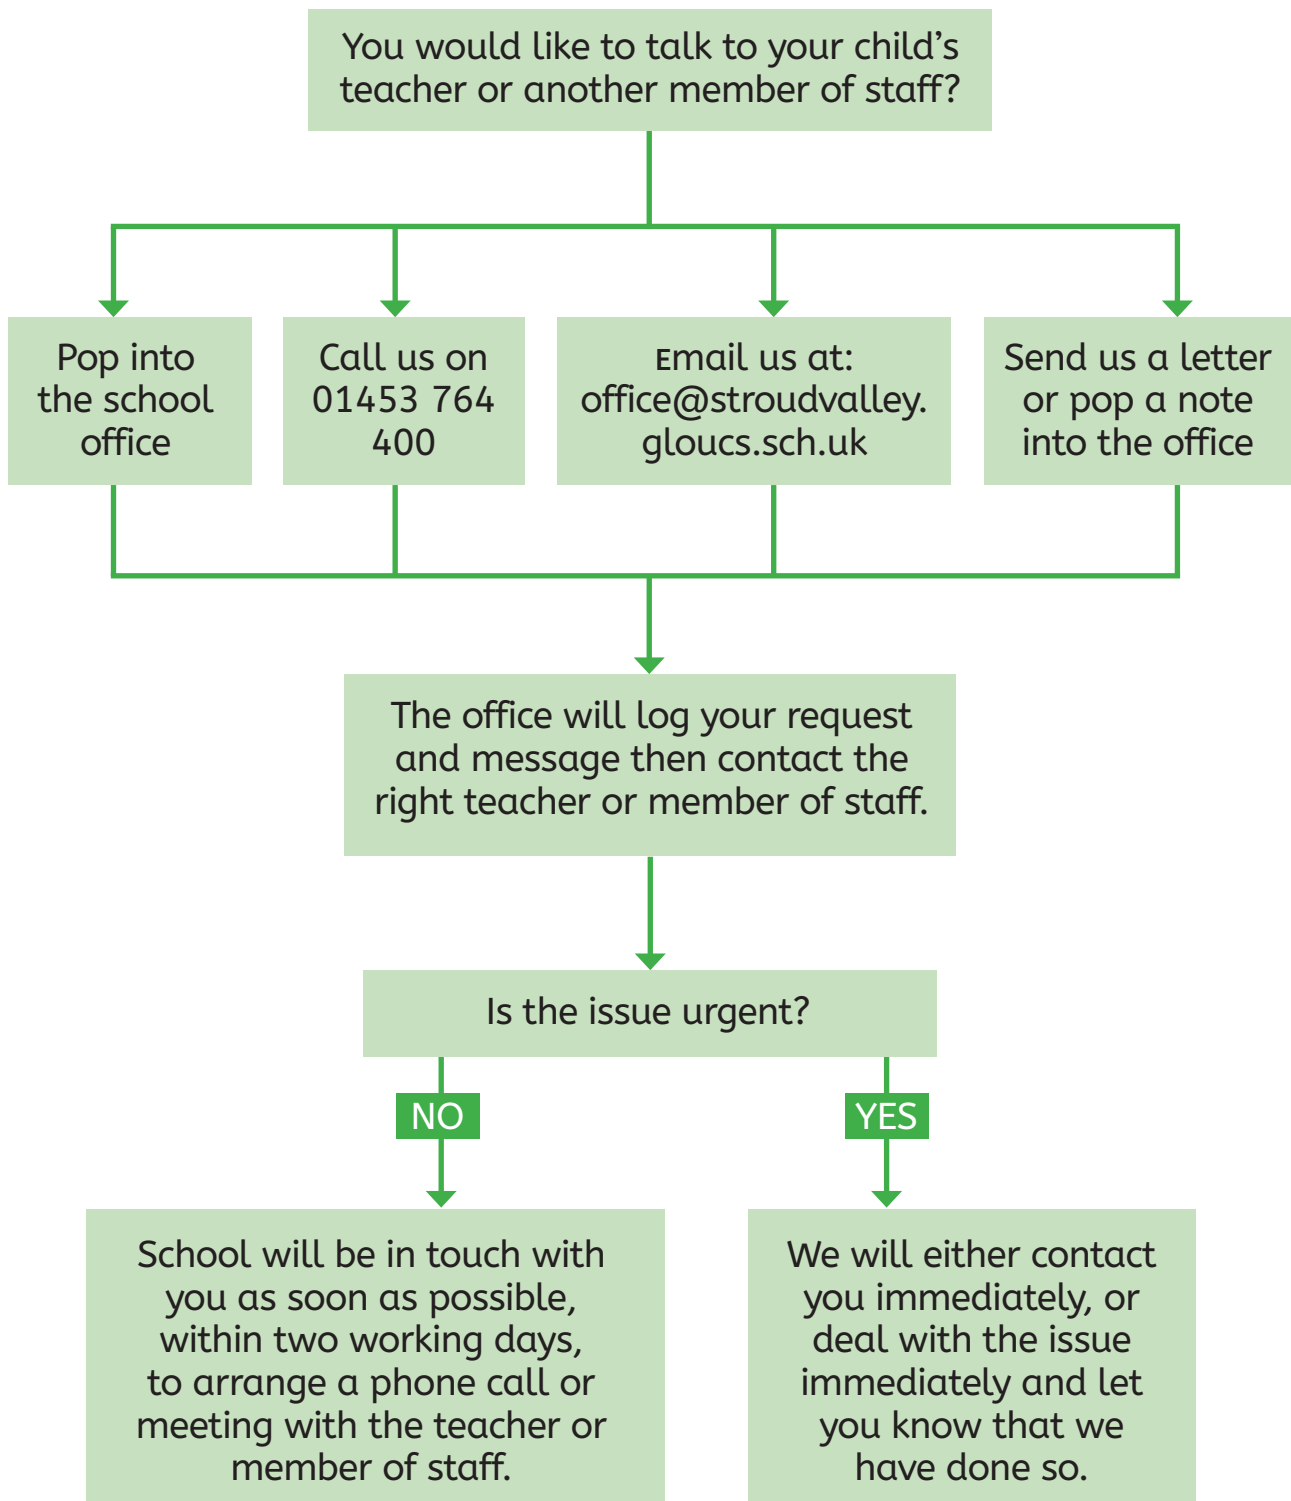 You would like to talk to your child’s
teacher or another member of staff?
Pop into
the school
office
Call us on
01453 764
400
Email us at:
office@stroudvalley.
gloucs.sch.uk
Send us a letter
or pop a note
into the office
The office will log your request
and message then contact the
right teacher or member of staff.
Is the issue urgent?
NO
YES
School will be in touch with
you as soon as possible,
within two working days,
to arrange a phone call or
meeting with the teacher or
member of staff.
We will either contact
you immediately, or
deal with the issue
immediately and let
you know that we
have done so.